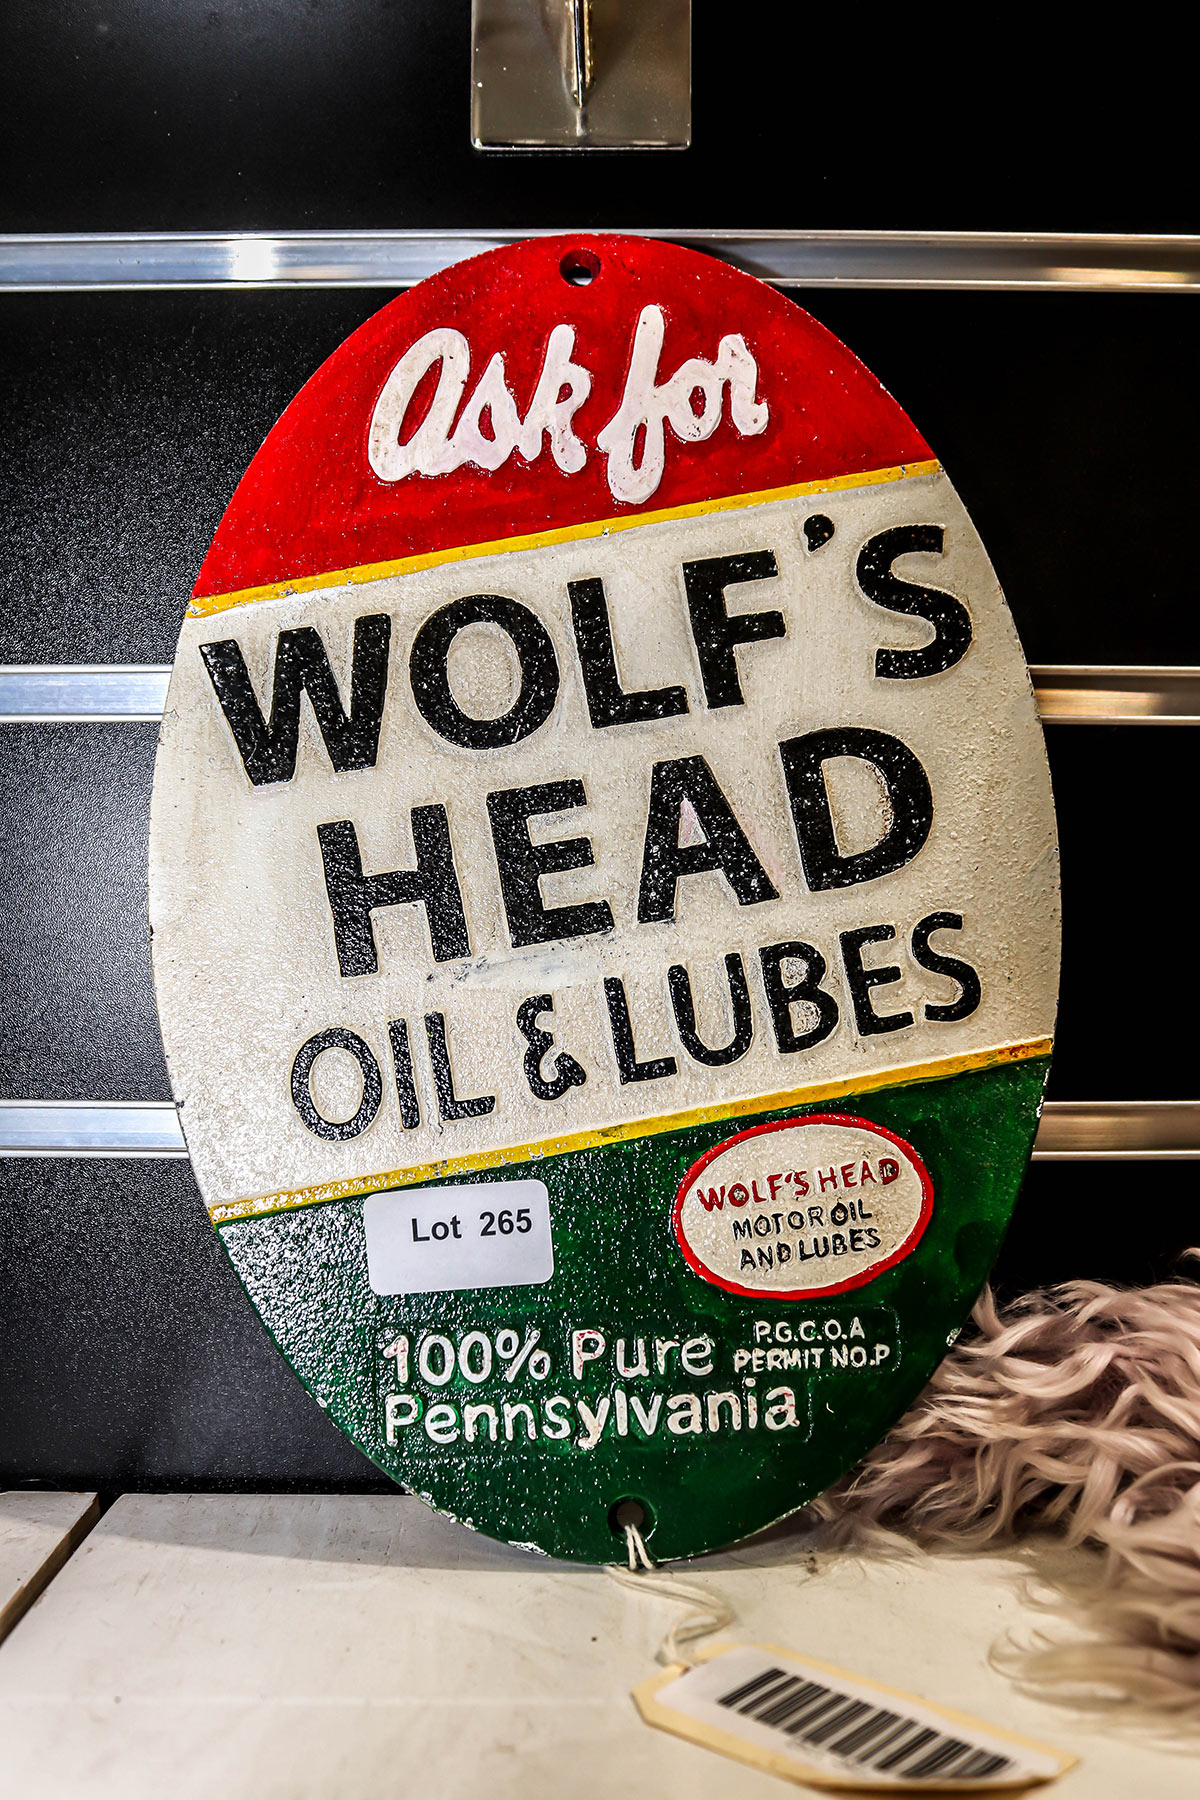 Ask for
WOLF'S
HEAD
OIL & LUBES
WOLF'S HEAD
MOTOR OIL
AND LUBES
Lot 265
100% Pure
Pennsylvania
P.G.C.O.A
PERMIT NO.P